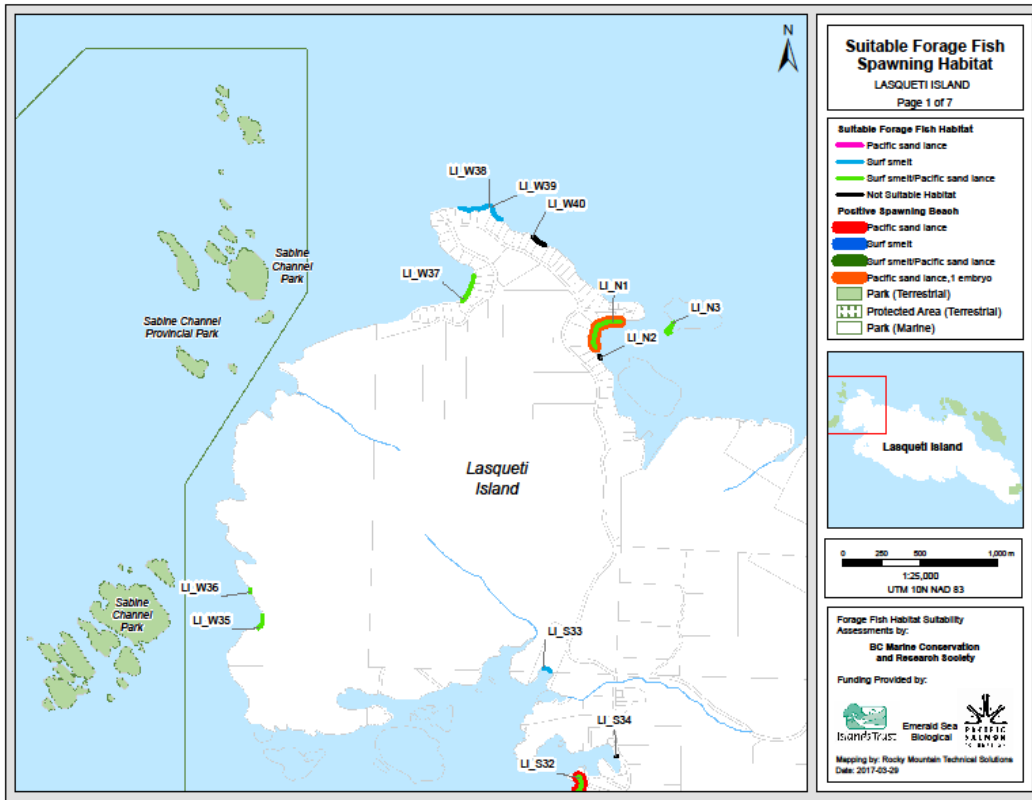 N
LI_W38
LI_W39
LI_W40
LI_W37
LI_N1
LI_N3
LI_N2
Sabine
Channel
Park
Sabine Channel
Provincial Park
Lasqueti
Island
LI_W36
LI_W35
Sabine
Channel
Park
LI_S33
LI_S34
LI_S32
Suitable Forage Fish
Spawning Habitat
LASQUETI ISLAND
Page 1 of 7
Suitable Forage Fish Habitat
Pacific sand lance
Surf smelt
Surf smelt/Pacific sand lance
Not Suitable Habitat
Positive Spawning Beach
Pacific sand lance
Surf smelt
Surf smelt/Pacific sand lance
Pacific sand lance,1 embryo
Park (Terrestrial)
Protected Area (Terrestrial)
Park (Marine)
Lasqueti Island
0 250 500 1,000 m
1:25,000
UTM 10N NAD 83
Forage Fish Habitat Suitability
Assessments by:
BC Marine Conservation
and Research Society
Funding Provided by:
Islands Trust
Emerald Sea
Biological
PACIFIC
SALMON
Mapping by: Rocky Mountain Technical Solutions
Date: 2017-03-29